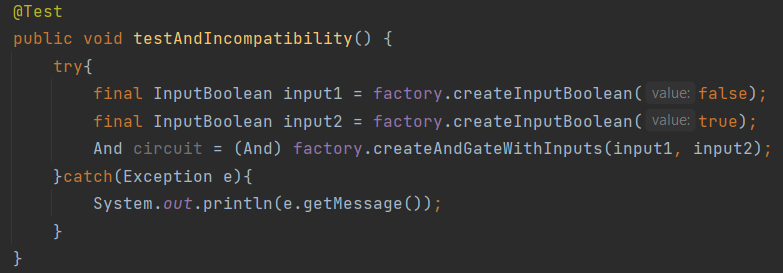 @Test
public void testAndIncompatibility() {
try{
final InputBoolean input1 = factory.createInputBoolean( value: false);
final InputBoolean input2 = factory.createInputBoolean( value: true);
And circuit = (And) factory.createAndGateWithInputs(input1, input2);
}catch(Exception e){
System.out.println(e.getMessage());
}
}